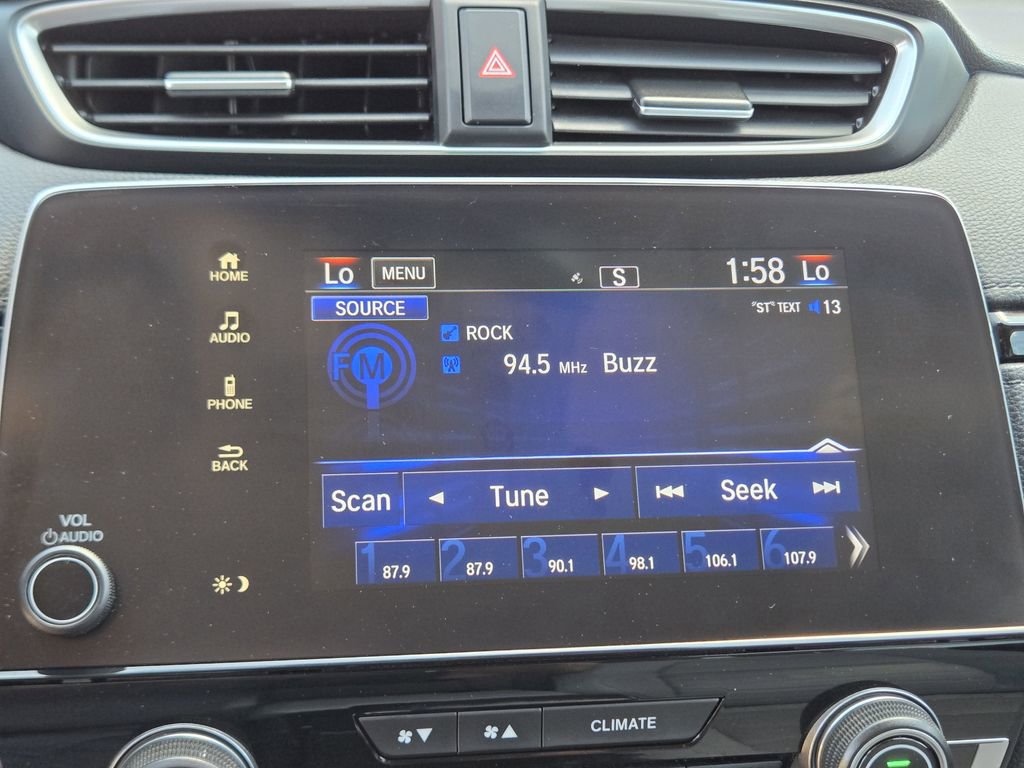 HOME
AUDIO
PHONE
BACK
VOL
AUDIO
Lo MENU S 1:58 Lo
SOURCE "ST" TEXT 13
FM
ROCK
94.5 MHz Buzz
Scan Tune Seek
1 87.9 2 87.9 3 90.1 4 98.1 5 106.1 6 107.9
CLIMATE